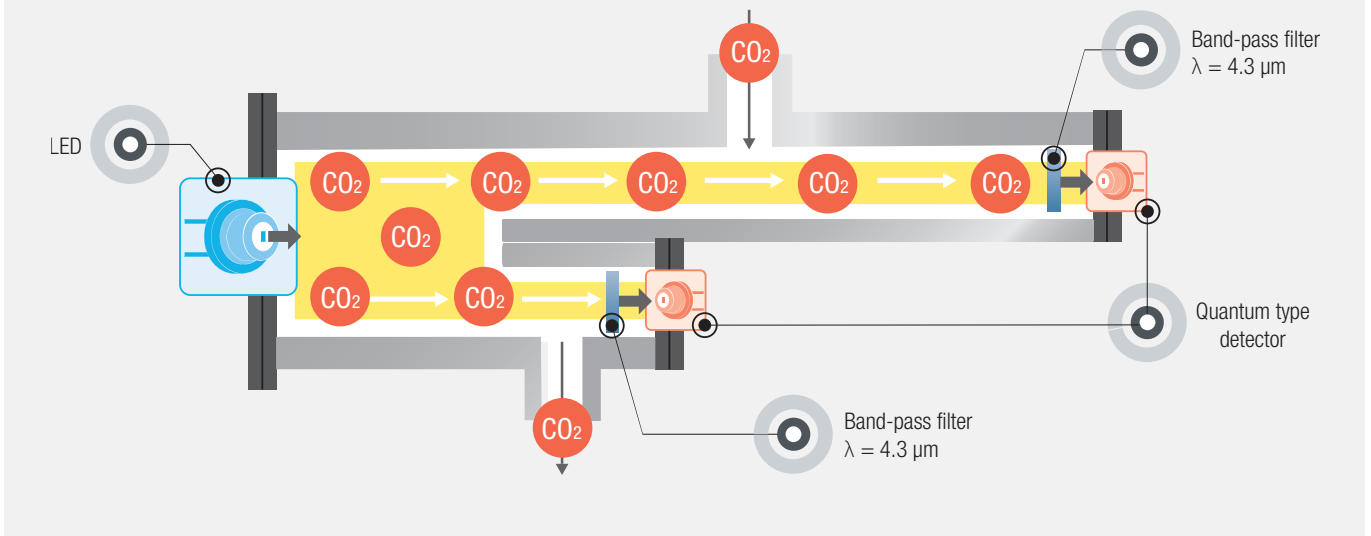 CO₂
Band-pass filter
λ = 4.3 µm
LED
CO₂ CO₂ CO₂ CO₂ CO₂
CO₂
CO₂ CO₂
Quantum type
detector
CO₂
Band-pass filter
λ = 4.3 µm